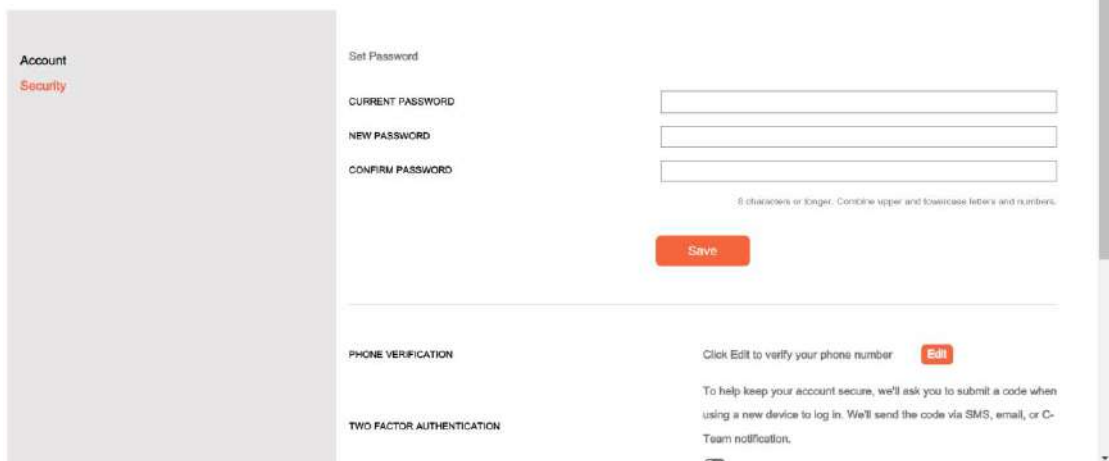 Account
Security
Set Password
CURRENT PASSWORD
NEW PASSWORD
CONFIRM PASSWORD
8 characters or longer. Combine upper and lowercase letters and numbers.
Save
PHONE VERIFICATION
Click Edit to verify your phone number
Edit
TWO FACTOR AUTHENTICATION
To help keep your account secure, we'll ask you to submit a code when
using a new device to log in. We'll send the code via SMS, email, or C-
Team notification.